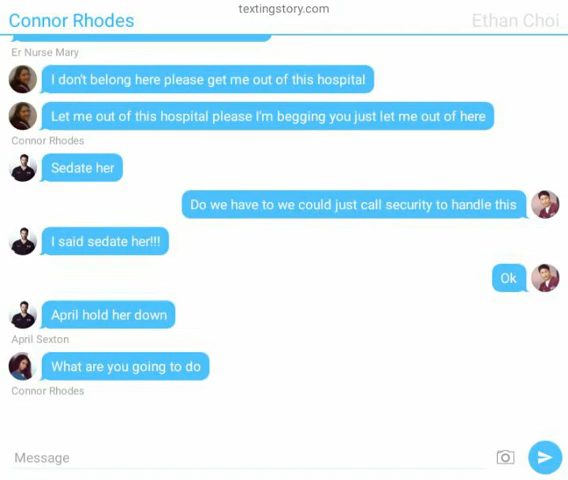 textingstory.com
Connor Rhodes
Ethan Choi
Er Nurse Mary
I don't belong here please get me out of this hospital
Let me out of this hospital please I'm begging you just let me out of here
Connor Rhodes
Sedate her
Do we have to we could just call security to handle this
I said sedate her!!!
Ok
April hold her down
April Sexton
What are you going to do
Connor Rhodes
Message